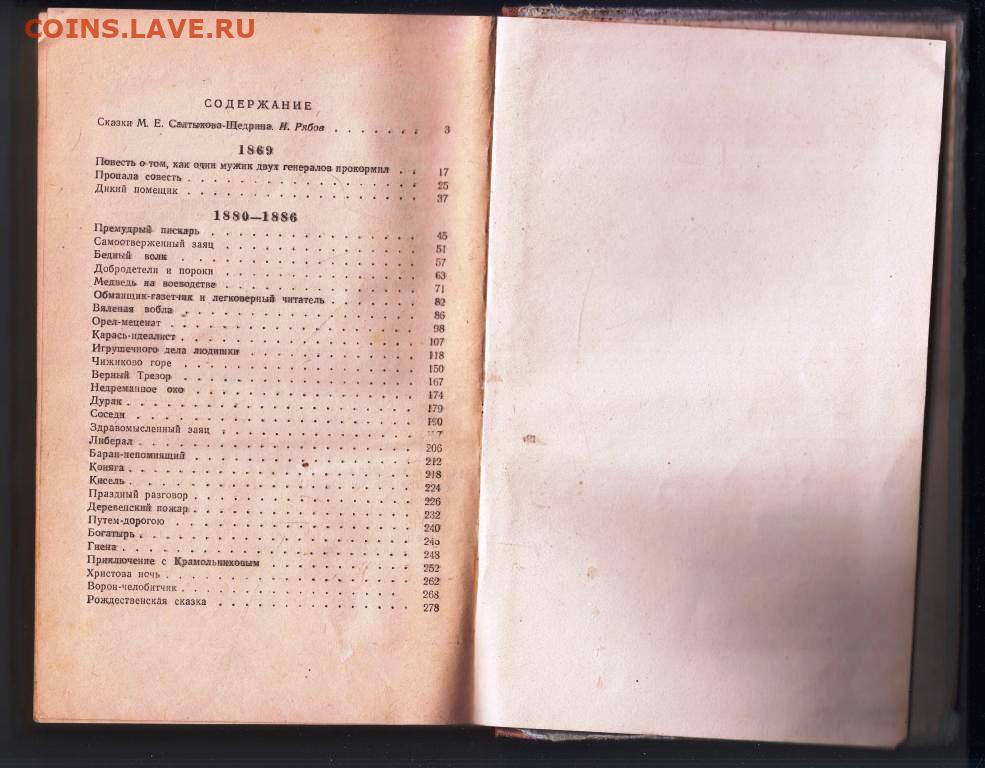 COINS.LAVE.RU
СОДЕРЖАНИЕ
Сказки М. Е. Салтыкова-Щедрина. И. Рябов . . . . . . . 3
1869
Повесть о том, как один мужик двух генералов прокормил . . 17
Пропала совесть . . . . . . . . . . . . . . . 25
Дикий помещик . . . . . . . . . . . . . . . 37
1880—1886
Премудрый пискарь . . . . . . . . . . . . . . 45
Самоотверженный заяц . . . . . . . . . . . . . 51
Бедный волк . . . . . . . . . . . . . . . 57
Добродетели и пороки . . . . . . . . . . . . . 63
Медведь на воеводстве . . . . . . . . . . . . . 71
Обманщик-газетчик и легковерный читатель . . . . . . 82
Вяленая вобла . . . . . . . . . . . . . . . 86
Орел-меценат . . . . . . . . . . . . . . . 98
Карась-идеалист . . . . . . . . . . . . . . . 107
Игрушечного дела людишки . . . . . . . . . . . 118
Чижиково горе . . . . . . . . . . . . . . . 150
Верный Трезор . . . . . . . . . . . . . . . 167
Недреманное око . . . . . . . . . . . . . . . 174
Дурак . . . . . . . . . . . . . . . . . . 179
Соседи . . . . . . . . . . . . . . . . . . 190
Здравомысленный заяц . . . . . . . . . . . . .
Либерал . . . . . . . . . . . . . . . . . 206
Баран-непомнящий . . . . . . . . . . . . . . 212
Коняга . . . . . . . . . . . . . . . . . . 218
Кисель . . . . . . . . . . . . . . . . . . 224
Праздный разговор . . . . . . . . . . . . . . 226
Деревенский пожар . . . . . . . . . . . . . . 232
Путем-дорогою . . . . . . . . . . . . . . . 240
Богатырь . . . . . . . . . . . . . . . . . 245
Гиена . . . . . . . . . . . . . . . . . . 248
Приключение с Крамольниковым . . . . . . . . . 252
Христова ночь . . . . . . . . . . . . . . . 262
Ворон-челобитчик . . . . . . . . . . . . . . 268
Рождественская сказка . . . . . . . . . . . . . 278